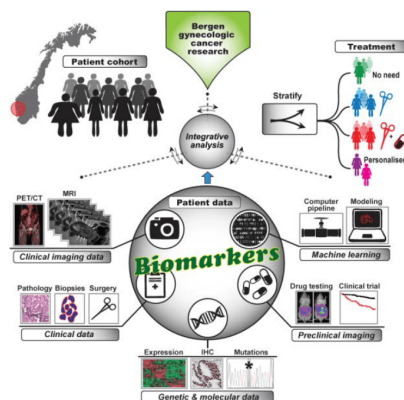 Bergen
gynecologic
cancer
research
Patient cohort
Treatment
No need
Stratify
Personalised
Integrative
analysis
PET/CT
MRI
Clinical imaging data
Patient data
Computer
pipeline
Modeling
Machine learning
Biomarkers
Pathology
Biopsies
Surgery
Clinical data
Drug testing
Clinical trial
Preclinical imaging
Expression
IHC
Mutations
*
Genetic & molecular data